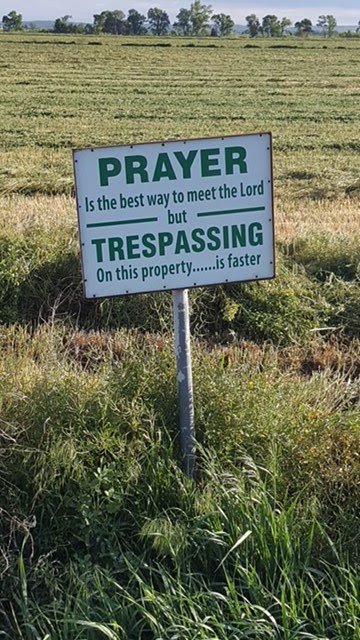 PRAYER
Is the best way to meet the Lord
but
TRESPASSING
On this property......is faster